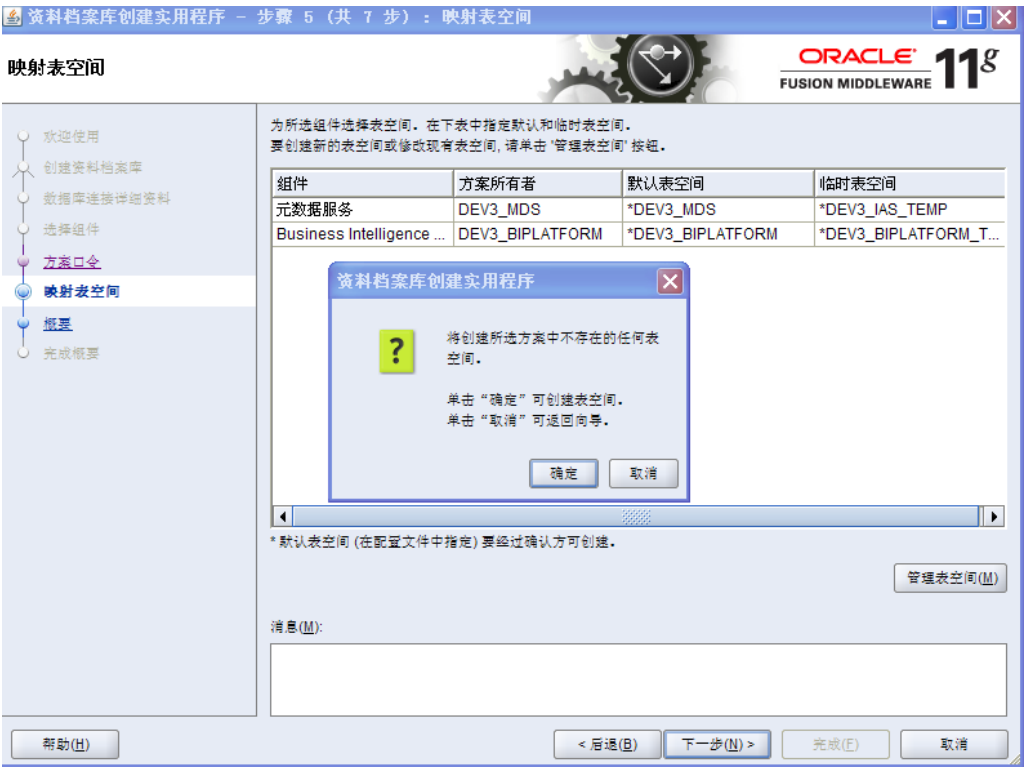 资料档案库创建实用程序 - 步骤 5 (共 7 步) : 映射表空间
映射表空间
ORACLE
FUSION MIDDLEWARE
11g
欢迎使用
创建资料档案库
数据库连接详细资料
选择组件
方案口令
映射表空间
概要
完成概要
为所选组件选择表空间. 在下表中指定默认和临时表空间.
要创建新的表空间或修改现有表空间, 请单击 '管理表空间' 按钮.
组件 方案所有者 默认表空间 临时表空间
元数据服务 DEV3_MDS *DEV3_MDS *DEV3_IAS_TEMP
Business Intelligence ... DEV3_BIPLATFORM *DEV3_BIPLATFORM *DEV3_BIPLATFORM_T...
资料档案库创建实用程序
将创建所选方案中不存在的任何表
空间.
单击 “确定” 可创建表空间.
单击 “取消” 可返回向导.
确定 取消
* 默认表空间 (在配置文件中指定) 要经过确认方可创建.
管理表空间(M)
消息(M):
帮助(H) < 后退(B) 下一步(N) > 完成(F) 取消